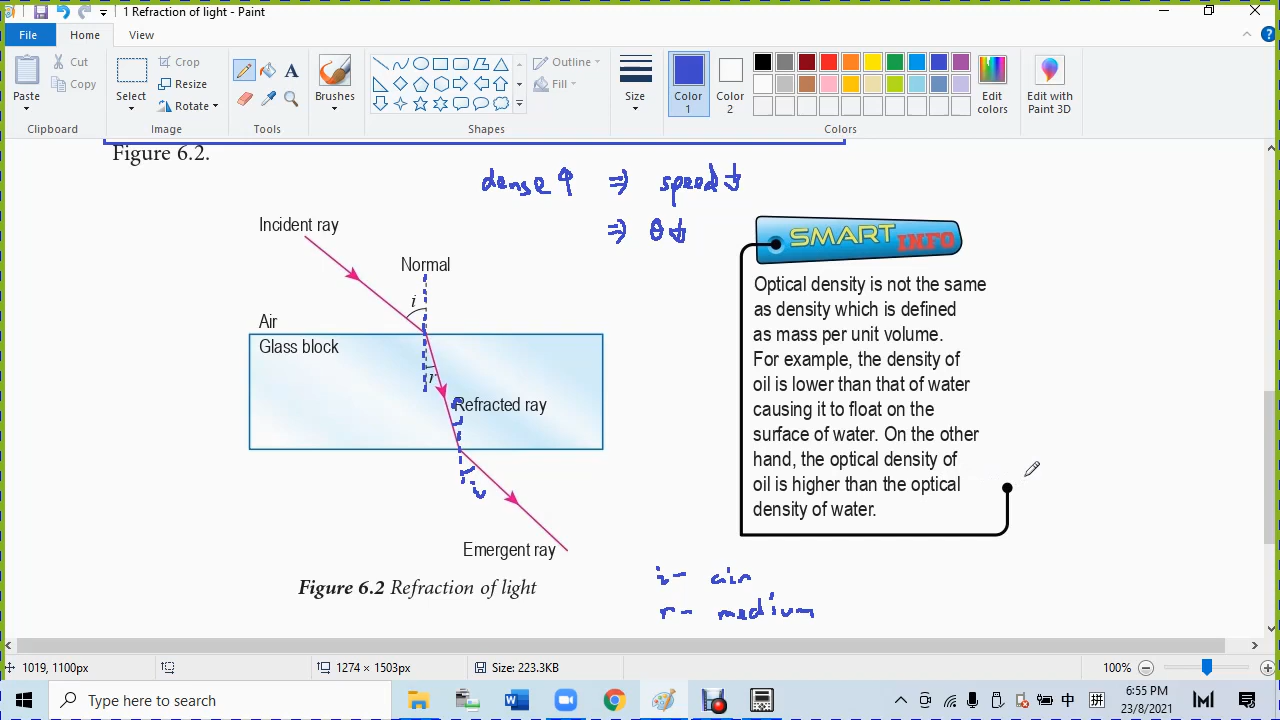 1 Refraction of light - Paint
File
Home
View
Paste
Cut
Copy
Clipboard
Select
Crop
Resize
Rotate
Image
A
Tools
Brushes
Shapes
Outline
Fill
Size
Color 1
Color 2
Edit colors
Colors
Edit with Paint 3D
Figure 6.2.
dense ↑ ⇒ speed ↓
⇒ θ ↓
Incident ray
Normal
i
Air
Glass block
r
Refracted ray
r
i
Emergent ray
Figure 6.2 Refraction of light
SMART INFO
Optical density is not the same
as density which is defined
as mass per unit volume.
For example, the density of
oil is lower than that of water
causing it to float on the
surface of water. On the other
hand, the optical density of
oil is higher than the optical
density of water.
i - air
r - medium
1019, 1100px
1274 × 1503px
Size: 223.3KB
100%
Type here to search
中
拼
6:55 PM
23/8/2021